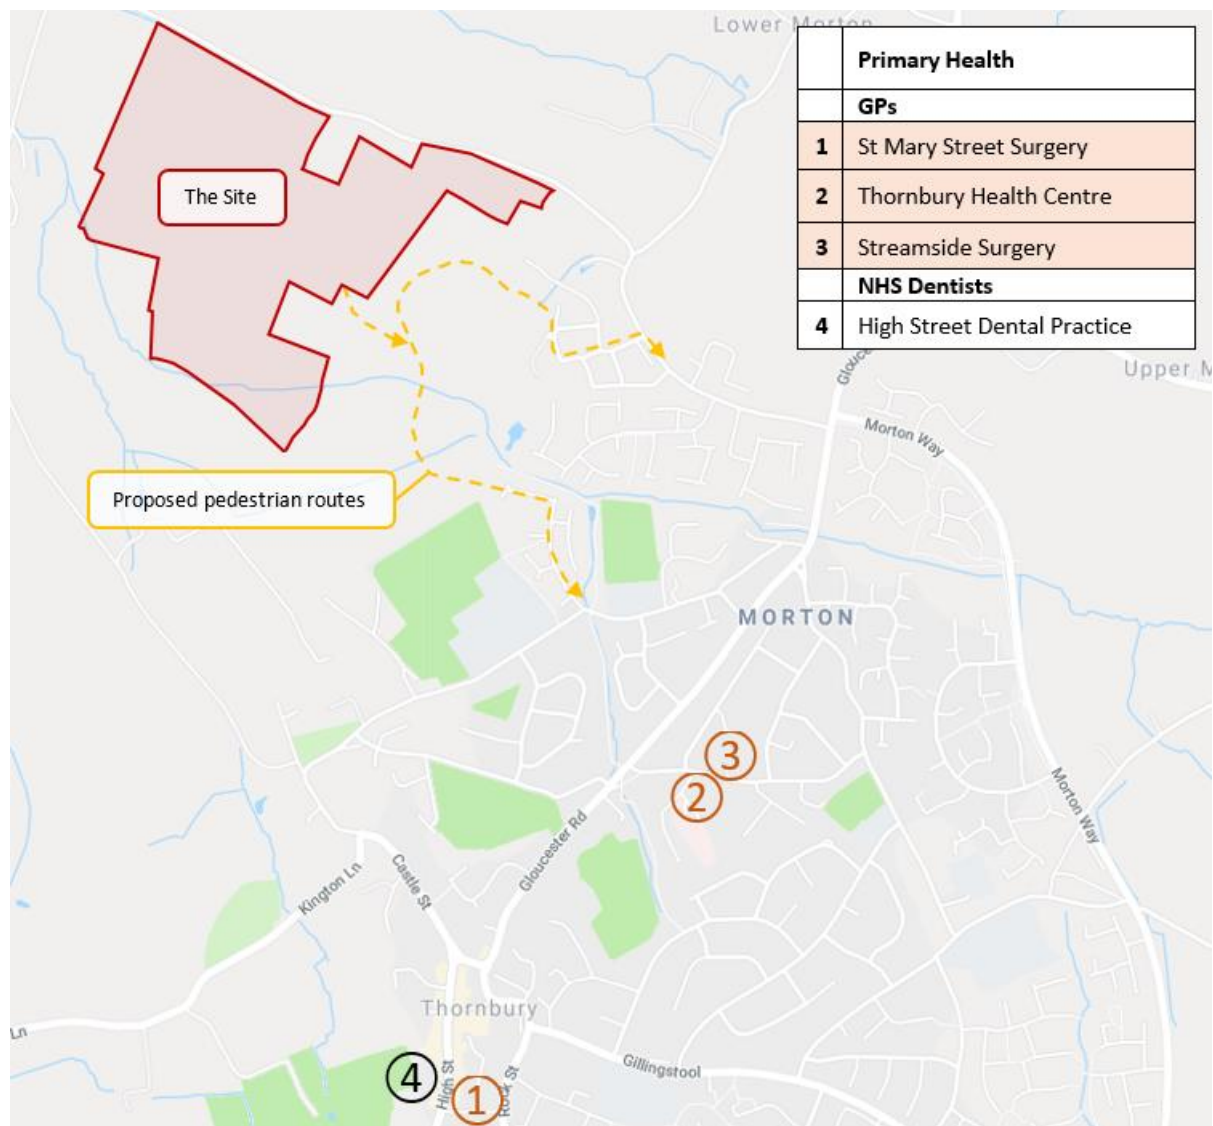 Lower Morton
Primary Health
GPs
1 St Mary Street Surgery
2 Thornbury Health Centre
3 Streamside Surgery
NHS Dentists
4 High Street Dental Practice
The Site
Upper M
Glouce
Morton Way
Proposed pedestrian routes
MORTON
3
2
Morton Way
Gloucester Rd
Castle St
Kington Ln
Thornbury
Ln
Gillingstool
4
High St
1
Rock St